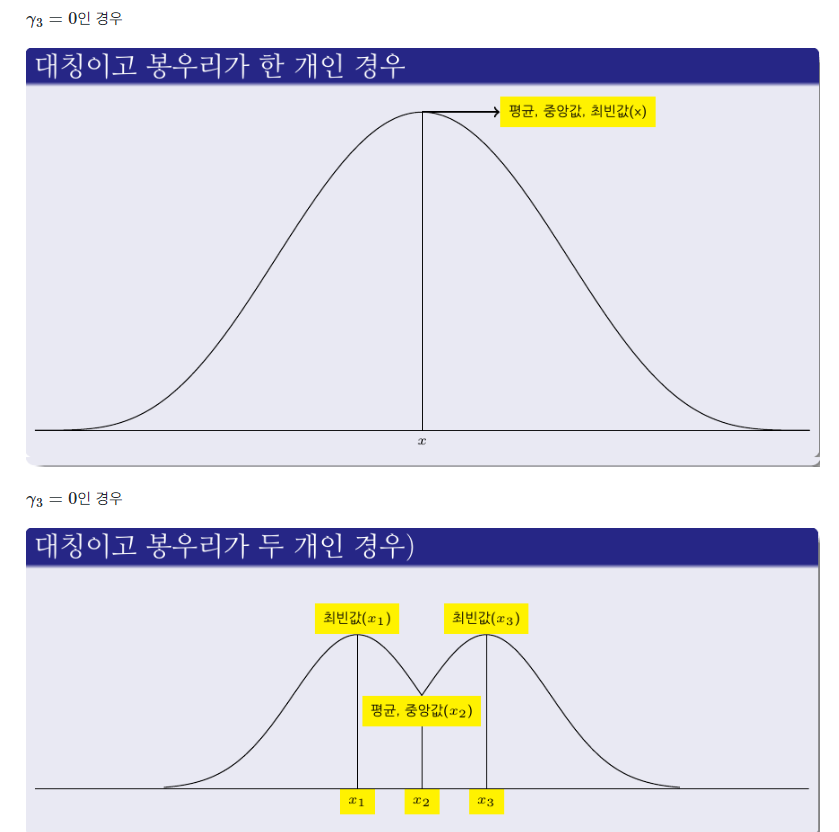 γ₃ = 0인 경우
대칭이고 봉우리가 한 개인 경우
평균, 중앙값, 최빈값(x)
x
γ₃ = 0인 경우
대칭이고 봉우리가 두 개인 경우)
최빈값(x₁) 최빈값(x₃)
평균, 중앙값(x₂)
x₁ x₂ x₃